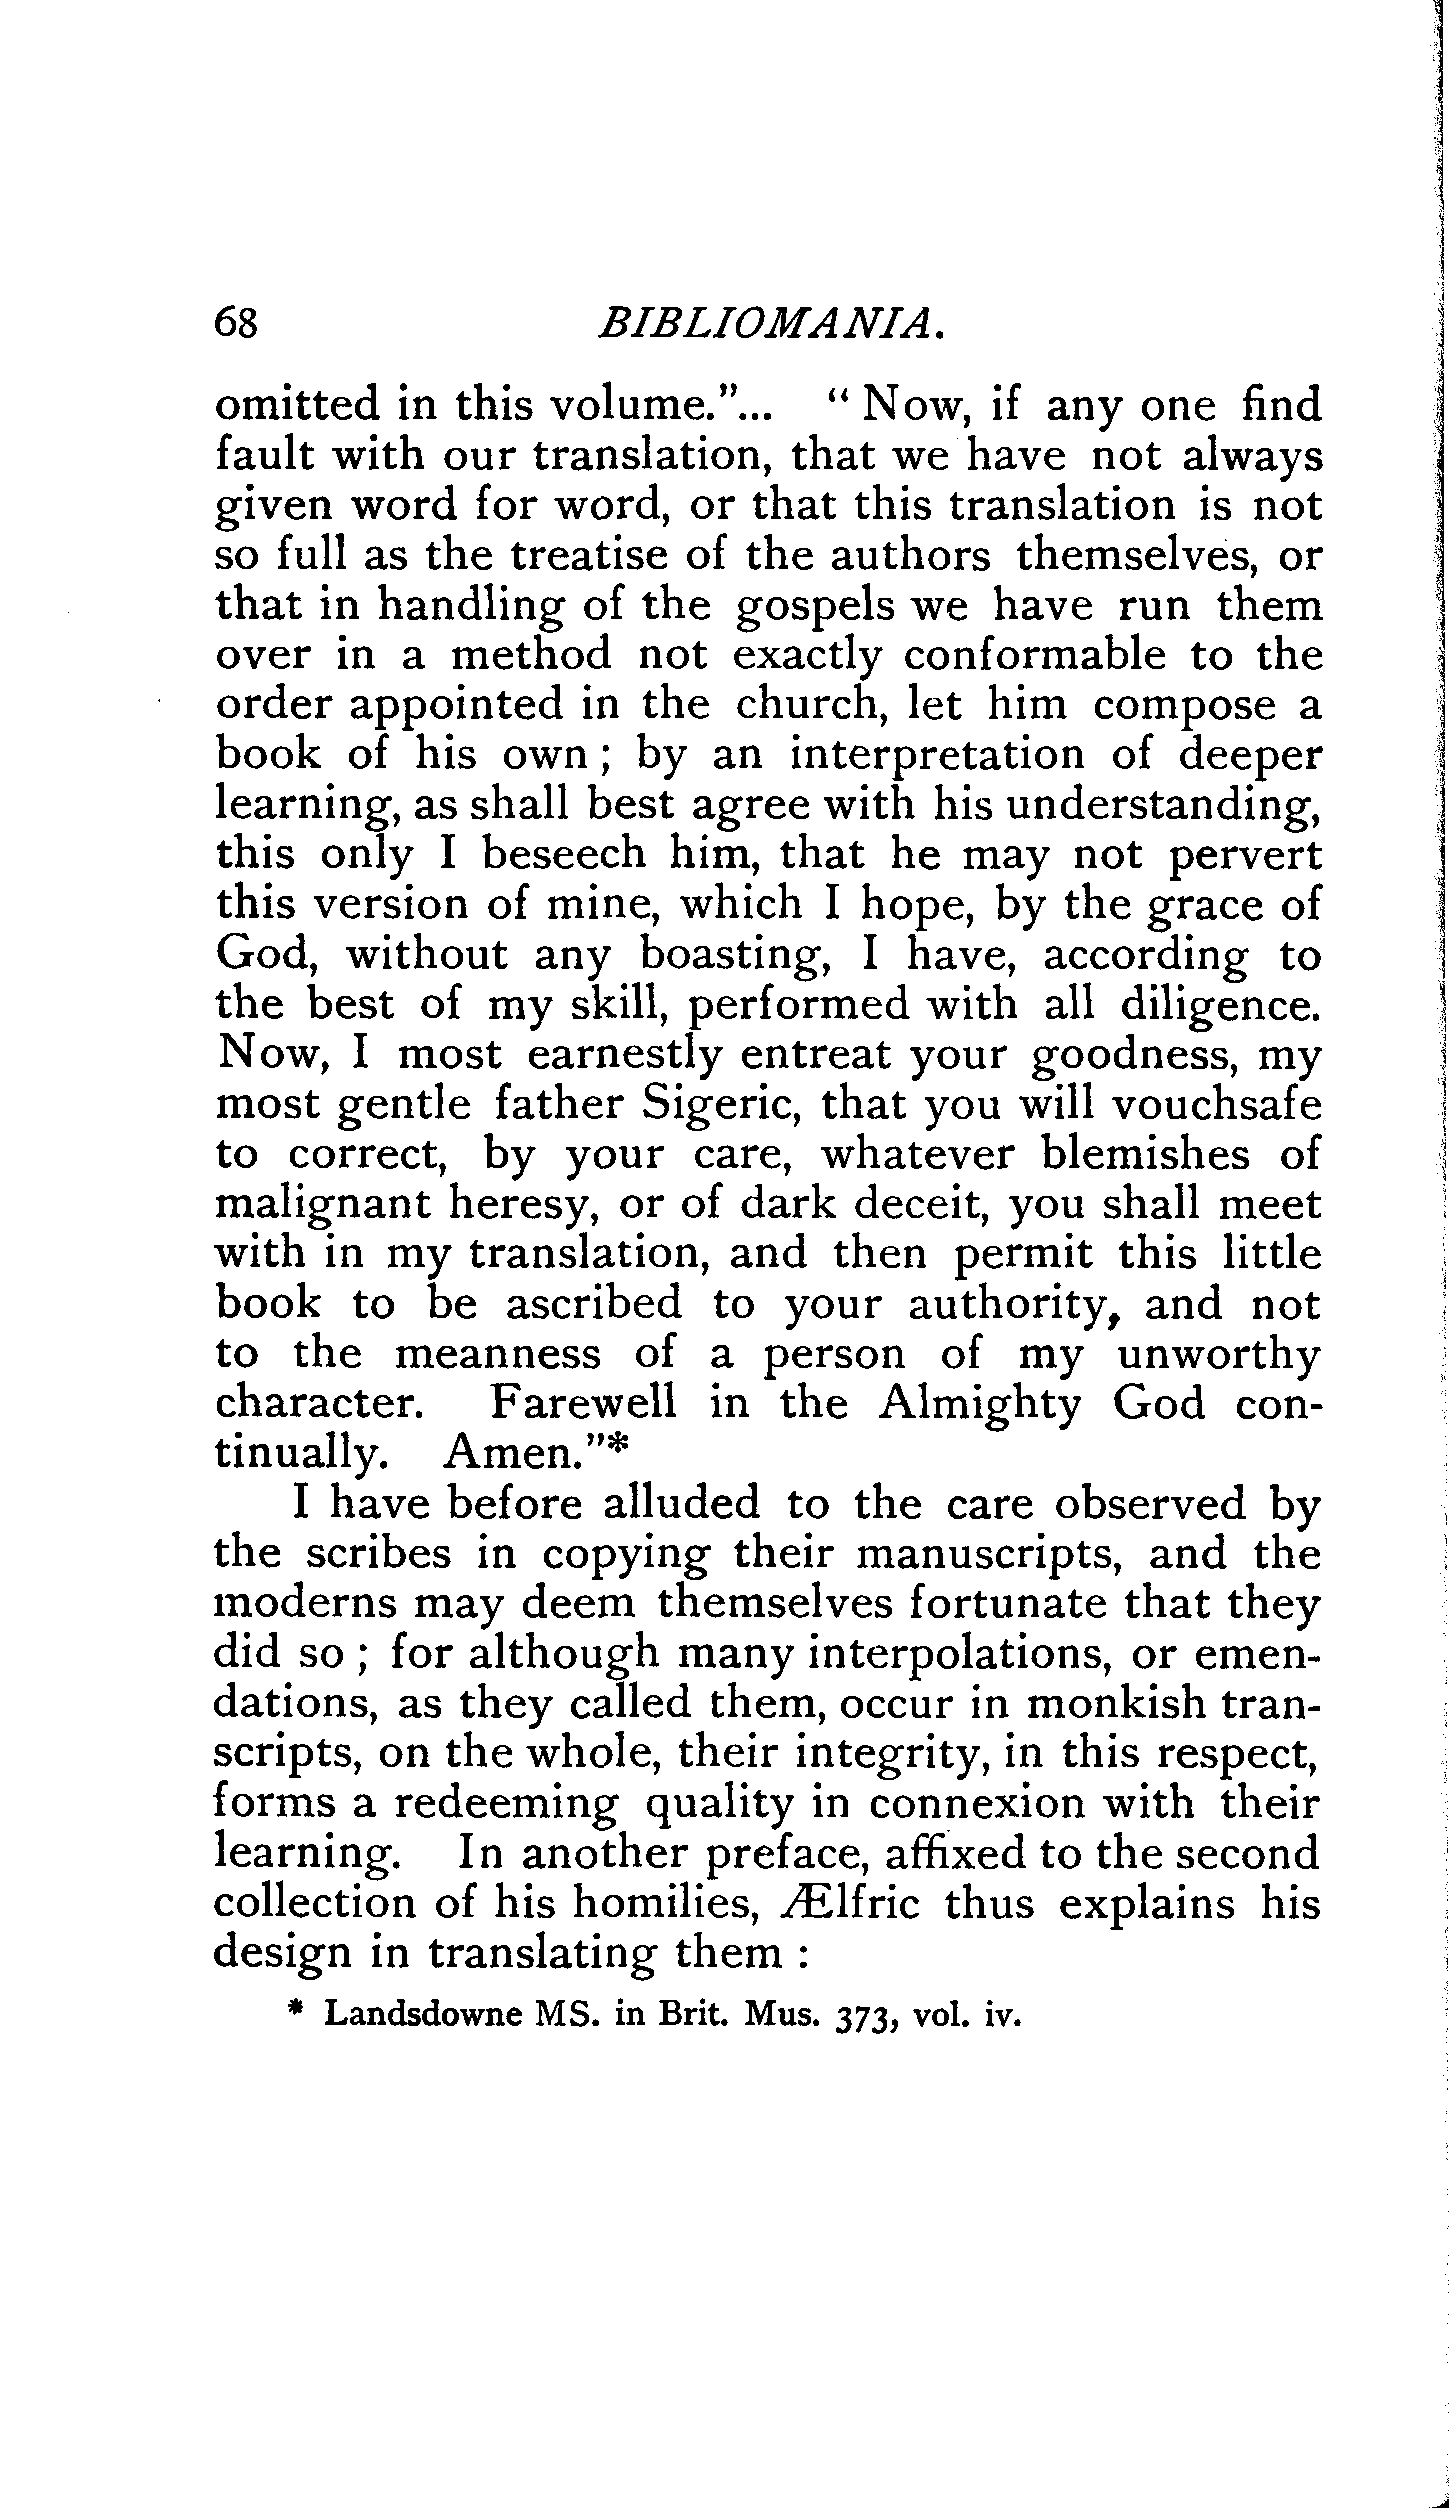 68 BIBLIOMANIA.
omitted in this volume."... " Now, if any one find
fault with our translation, that we have not always
given word for word, or that this translation is not
so full as the treatise of the authors themselves, or
that in handling of the gospels we have run them
over in a method not exactly conformable to the
order appointed in the church, let him compose a
book of his own ; by an interpretation of deeper
learning, as shall best agree with his understanding,
this only I beseech him, that he may not pervert
this version of mine, which I hope, by the grace of
God, without any boasting, I have, according to
the best of my skill, performed with all diligence.
Now, I most earnestly entreat your goodness, my
most gentle father Sigeric, that you will vouchsafe
to correct, by your care, whatever blemishes of
malignant heresy, or of dark deceit, you shall meet
with in my translation, and then permit this little
book to be ascribed to your authority, and not
to the meanness of a person of my unworthy
character. Farewell in the Almighty God con-
tinually. Amen."*
I have before alluded to the care observed by
the scribes in copying their manuscripts, and the
moderns may deem themselves fortunate that they
did so ; for although many interpolations, or emen-
dations, as they called them, occur in monkish tran-
scripts, on the whole, their integrity, in this respect,
forms a redeeming quality in connexion with their
learning. In another preface, affixed to the second
collection of his homilies, Ælfric thus explains his
design in translating them :
* Landsdowne MS. in Brit. Mus. 373, vol. iv.